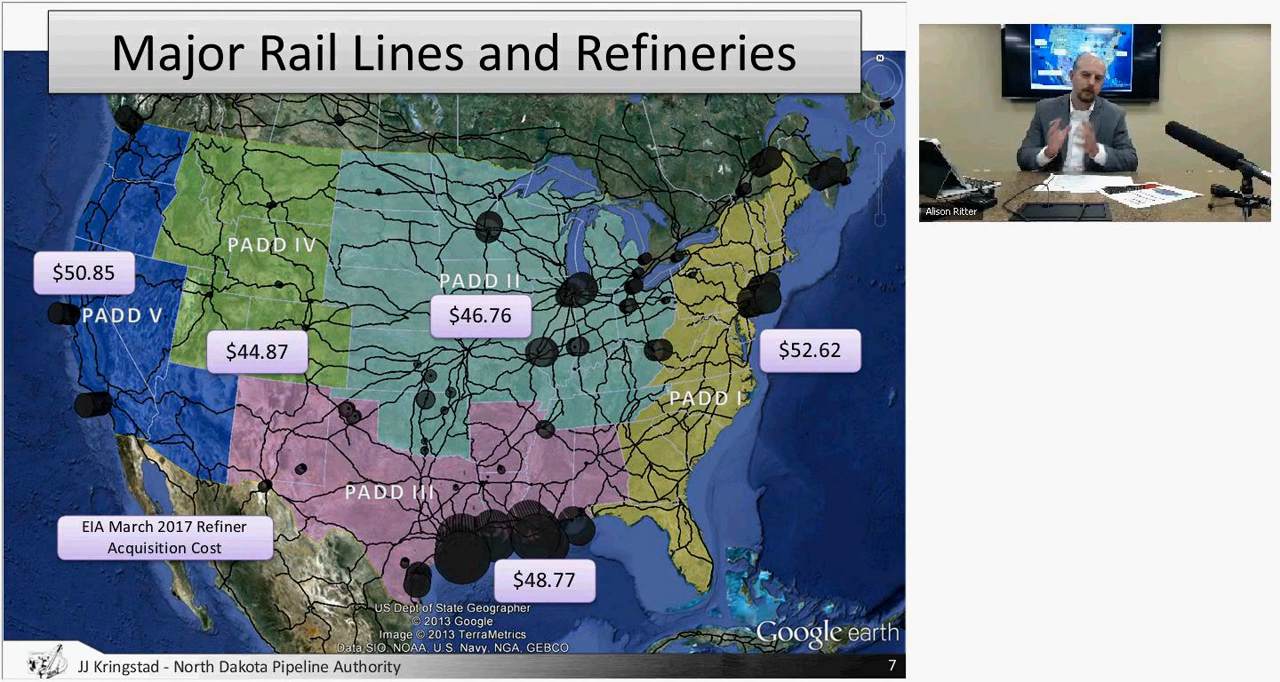 Major Rail Lines and Refineries
N
PADD IV
$50.85
PADD II
PADD V
$46.76
$44.87
$52.62
PADD I
PADD III
EIA March 2017 Refiner
Acquisition Cost
$48.77
US Dept of State Geographer
© 2013 Google
Image © 2013 TerraMetrics
Data SIO, NOAA, U.S. Navy, NGA, GEBCO
Google earth
JJ Kringstad - North Dakota Pipeline Authority
7
Alison Ritter